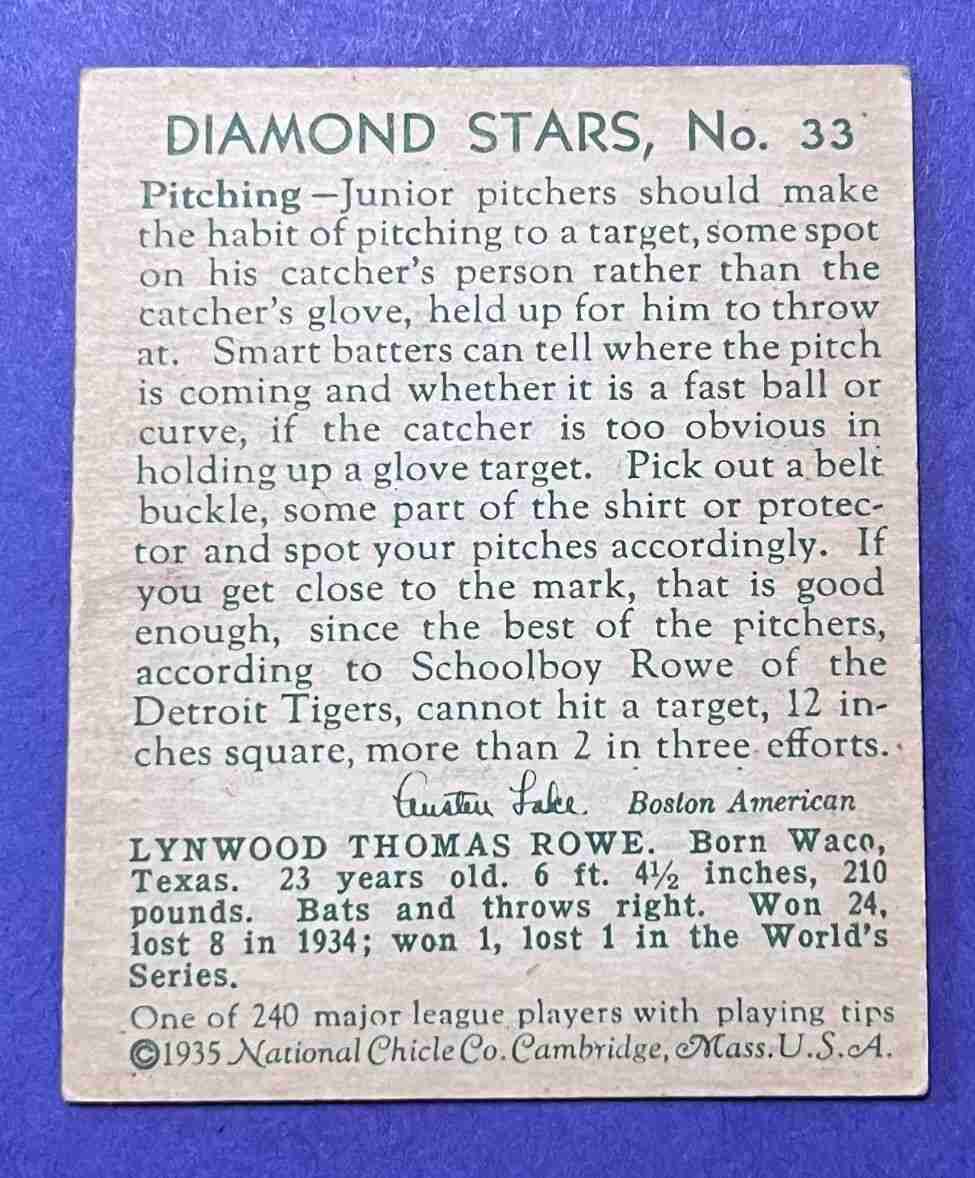 DIAMOND STARS, No. 33
Pitching—Junior pitchers should make
the habit of pitching to a target, some spot
on his catcher's person rather than the
catcher's glove, held up for him to throw
at. Smart batters can tell where the pitch
is coming and whether it is a fast ball or
curve, if the catcher is too obvious in
holding up a glove target. Pick out a belt
buckle, some part of the shirt or protec-
tor and spot your pitches accordingly. If
you get close to the mark, that is good
enough, since the best of the pitchers,
according to Schoolboy Rowe of the
Detroit Tigers, cannot hit a target, 12 in-
ches square, more than 2 in three efforts.
Austen Lake. Boston American
LYNWOOD THOMAS ROWE. Born Waco,
Texas. 23 years old. 6 ft. 4½ inches, 210
pounds. Bats and throws right. Won 24,
lost 8 in 1934; won 1, lost 1 in the World's
Series.
One of 240 major league players with playing tips
©1935 National Chicle Co. Cambridge, Mass. U.S.A.